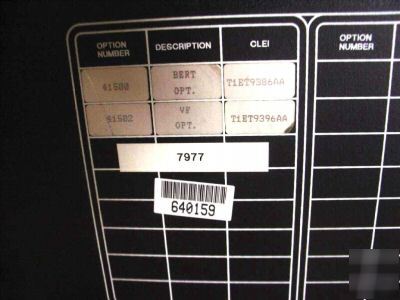 OPTION NUMBER DESCRIPTION CLEI OPTION NUMBER
41500 BERT OPT. T1ET9386AA
41502 VF OPT. T1ET9396AA
7977
640159